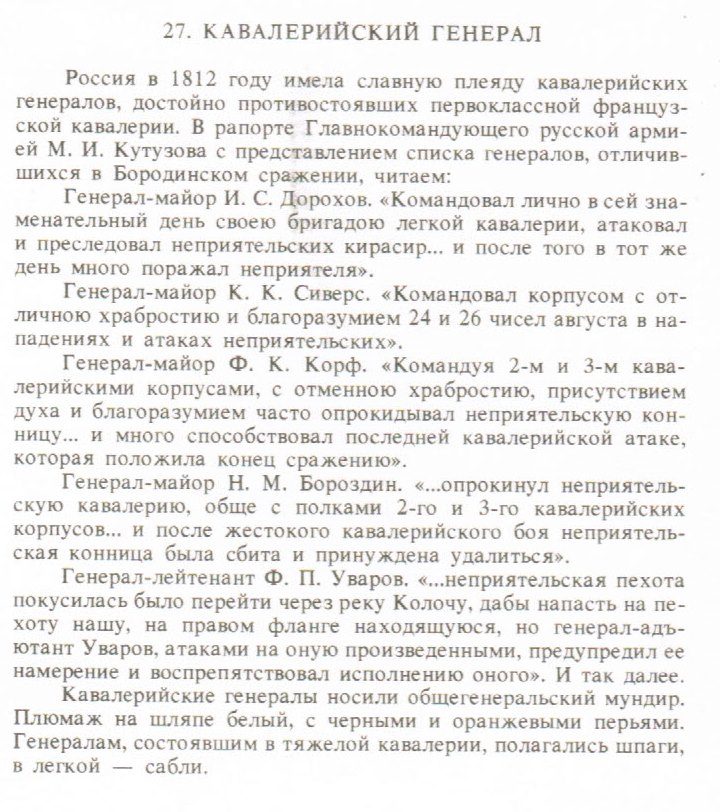 27. КАВАЛЕРИЙСКИЙ ГЕНЕРАЛ
Россия в 1812 году имела славную плеяду кавалерийских
генералов, достойно противостоявших первоклассной француз-
ской кавалерии. В рапорте Главнокомандующего русской арми-
ей М. И. Кутузова с представлением списка генералов, отличив-
шихся в Бородинском сражении, читаем:
Генерал-майор И. С. Дорохов. «Командовал лично в сей зна-
менательный день своею бригадою легкой кавалерии, атаковал
и преследовал неприятельских кирасир... и после того в тот же
день много поражал неприятеля».
Генерал-майор К. К. Сиверс. «Командовал корпусом с от-
личною храбростию и благоразумием 24 и 26 чисел августа в на-
падениях и атаках неприятельских».
Генерал-майор Ф. К. Корф. «Командуя 2-м и 3-м кава-
лерийскими корпусами, с отменною храбростию, присутствием
духа и благоразумием часто опрокидывал неприятельскую кон-
ницу... и много способствовал последней кавалерийской атаке,
которая положила конец сражению».
Генерал-майор Н. М. Бороздин. «...опрокинул неприятель-
скую кавалерию, обще с полками 2-го и 3-го кавалерийских
корпусов... и после жестокого кавалерийского боя неприятель-
ская конница была сбита и принуждена удалиться».
Генерал-лейтенант Ф. П. Уваров. «...неприятельская пехота
покусилась было перейти через реку Колочу, дабы напасть на пе-
хоту нашу, на правом фланге находящуюся, но генерал-адъ-
ютант Уваров, атаками на оную произведенными, предупредил ее
намерение и воспрепятствовал исполнению оного». И так далее.
Кавалерийские генералы носили общегенеральский мундир.
Плюмаж на шляпе белый, с черными и оранжевыми перьями.
Генералам, состоявшим в тяжелой кавалерии, полагались шпаги,
в легкой — сабли.